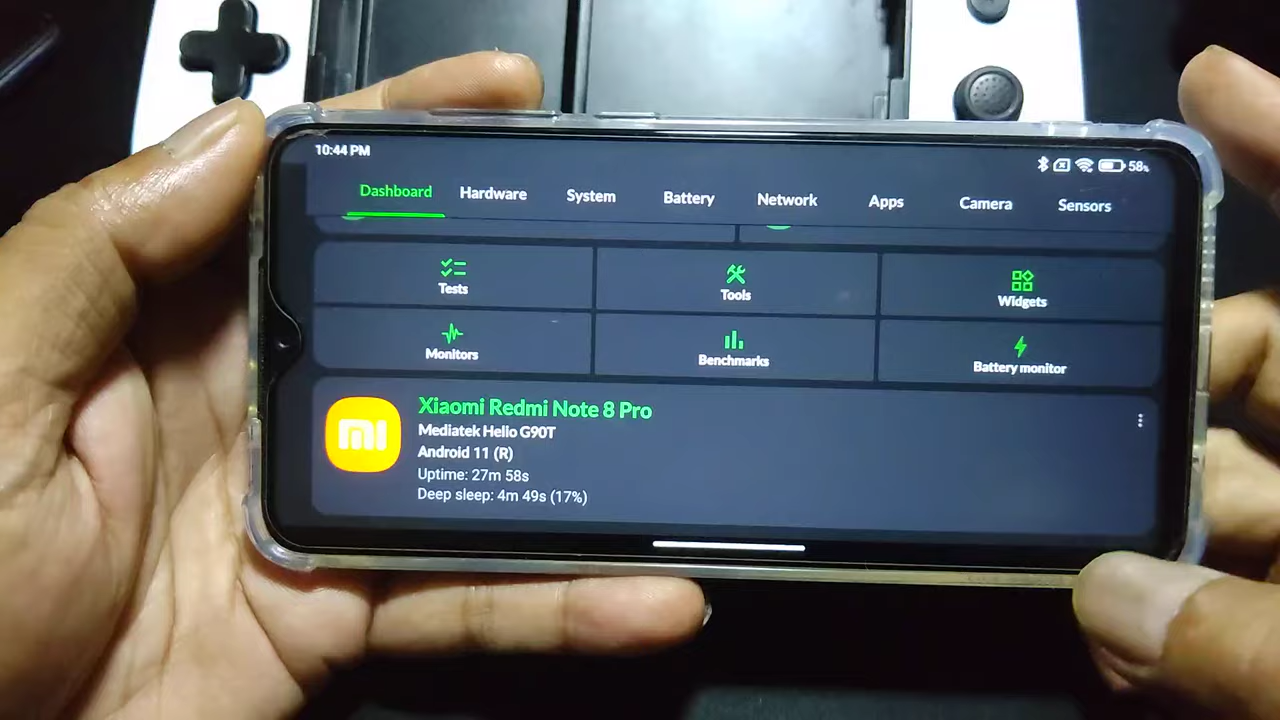 10:44 PM 58%
Dashboard Hardware System Battery Network Apps Camera Sensors
Tests Tools Widgets
Monitors Benchmarks Battery monitor
Xiaomi Redmi Note 8 Pro
Mediatek Helio G90T
Android 11 (R)
Uptime: 27m 58s
Deep sleep: 4m 49s (17%)